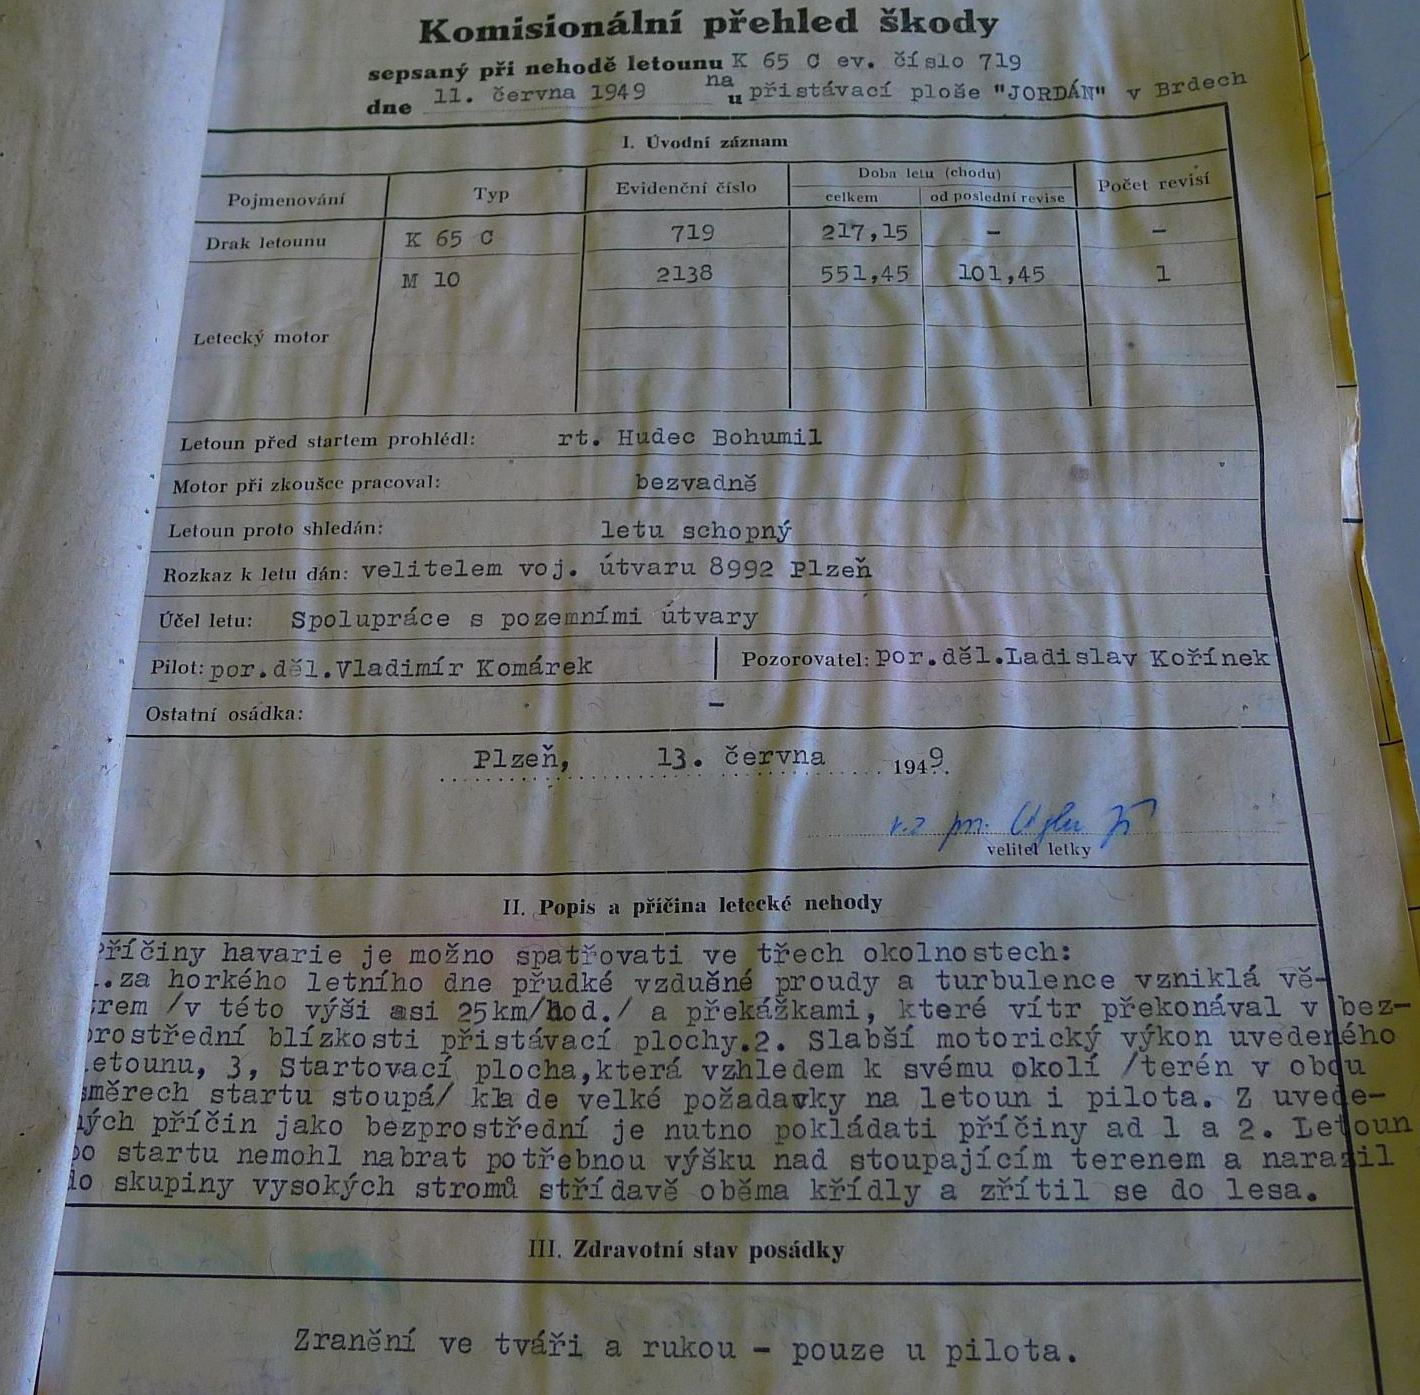 Komisionální přehled škody
sepsaný při nehodě letounu K 65 C ev. číslo 719
dne 11. června 1949 na u přistávací ploše "JORDÁN" v Brdech
I. Úvodní záznam
Pojmenování Typ Evidenční číslo Doba letu (chodu) Počet revisí
celkem od poslední revise
Drak letounu K 65 C 719 217,15 – –
M 10 2138 551,45 101,45 1
Letecký motor
Letoun před startem prohlédl: rt. Hudec Bohumil
Motor při zkoušce pracoval: bezvadně
Letoun proto shledán: letu schopný
Rozkaz k letu dán: velitelem voj. útvaru 8992 Plzeň
Účel letu: Spolupráce s pozemními útvary
Pilot: por.děl.Vladimír Komárek Pozorovatel: por.děl.Ladislav Kořínek
Ostatní osádka: –
Plzeň, 13. června 1949.
v.z
velitel letky
II. Popis a příčina letecké nehody
příčiny havarie je možno spatřovati ve třech okolnostech:
.za horkého letního dne přudké vzdušné proudy a turbulence vzniklá vě-
trem /v této výši asi 25km/hod./ a překážkami, které vítr překonával v bez-
prostřední blízkosti přistávací plochy.2. Slabší motorický výkon uvedeného
letounu, 3, Startovací plocha,která vzhledem k svému okolí /terén v obou
směrech startu stoupá/ klade velké požadavky na letoun i pilota. Z uvede-
ných příčin jako bezprostřední je nutno pokládati příčiny ad 1 a 2. Letoun
po startu nemohl nabrat potřebnou výšku nad stoupajícím terenem a narazil
do skupiny vysokých stromů střídavě oběma křídly a zřítil se do lesa.
III. Zdravotní stav posádky
Zranění ve tváři a rukou – pouze u pilota.